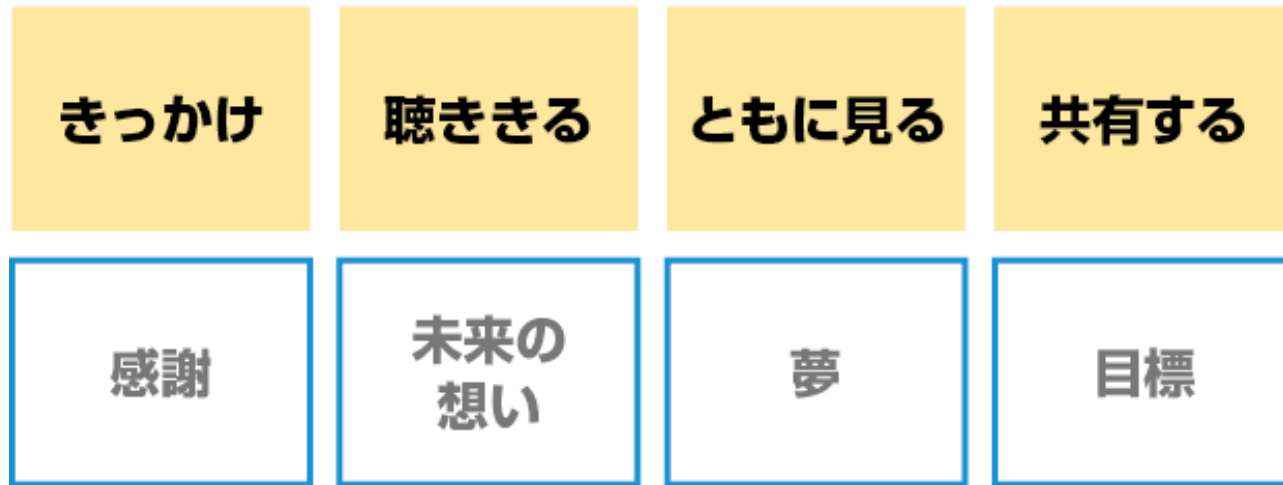 きっかけ
聴ききる
ともに見る
共有する
感謝
未来の
想い
夢
目標